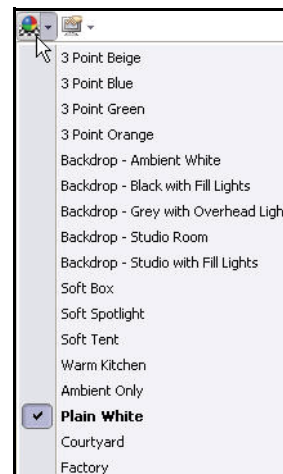 3 Point Beige
3 Point Blue
3 Point Green
3 Point Orange
Backdrop - Ambient White
Backdrop - Black with Fill Lights
Backdrop - Grey with Overhead Ligh
Backdrop - Studio Room
Backdrop - Studio with Fill Lights
Soft Box
Soft Spotlight
Soft Tent
Warm Kitchen
Ambient Only
Plain White
Courtyard
Factory